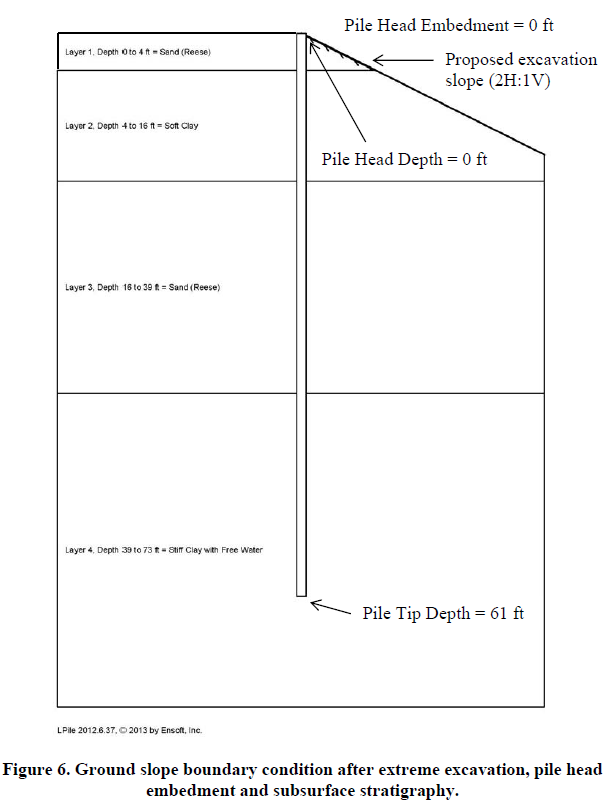 Pile Head Embedment = 0 ft
Layer 1, Depth 0 to 4 ft = Sand (Reese)
Proposed excavation
slope (2H:1V)
Layer 2, Depth 4 to 16 ft = Soft Clay
Pile Head Depth = 0 ft
Layer 3, Depth 16 to 39 ft = Sand (Reese)
Layer 4, Depth 39 to 73 ft = Stiff Clay with Free Water
Pile Tip Depth = 61 ft
LPile 2012.6.37, © 2013 by Ensoft, Inc.
Figure 6. Ground slope boundary condition after extreme excavation, pile head
embedment and subsurface stratigraphy.